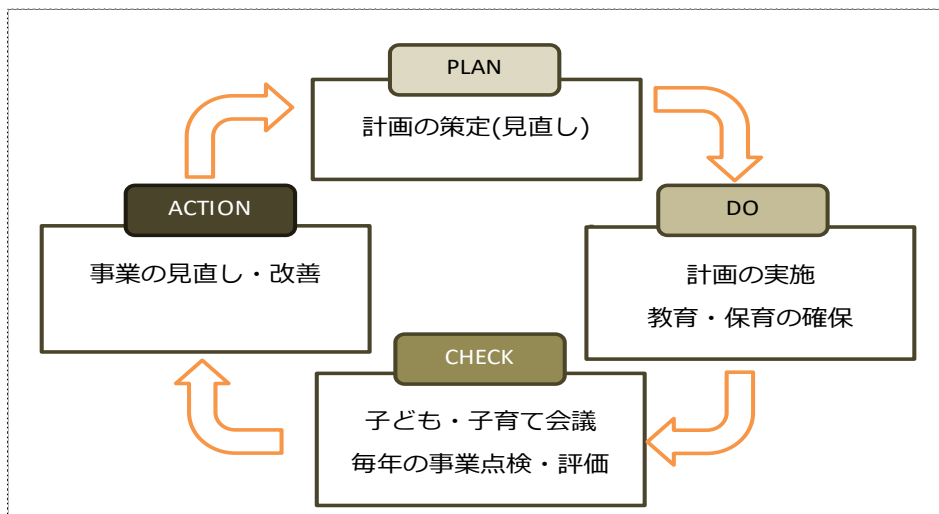 PLAN
計画の策定(見直し)
DO
計画の実施
教育・保育の確保
CHECK
子ども・子育て会議
毎年の事業点検・評価
ACTION
事業の見直し・改善